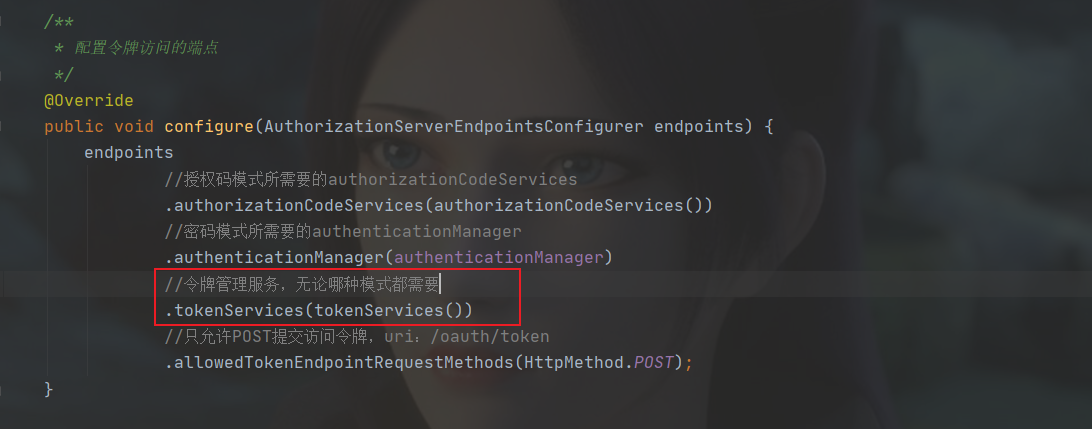 /**
* 配置令牌访问的端点
*/
@Override
public void configure(AuthorizationServerEndpointsConfigurer endpoints) {
endpoints
//授权码模式所需要的authorizationCodeServices
.authorizationCodeServices(authorizationCodeServices())
//密码模式所需要的authenticationManager
.authenticationManager(authenticationManager)
//令牌管理服务，无论哪种模式都需要
.tokenServices(tokenServices())
//只允许POST提交访问令牌，uri：/oauth/token
.allowedTokenEndpointRequestMethods(HttpMethod.POST);
}